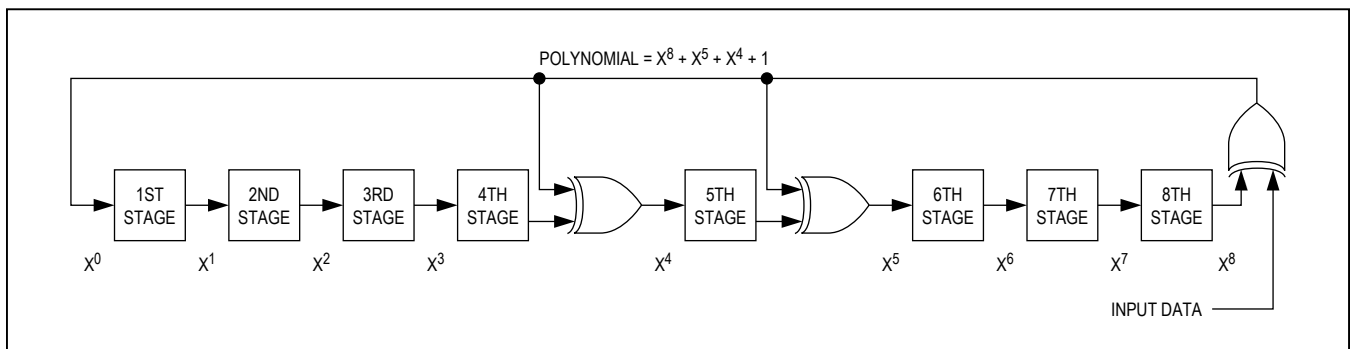 POLYNOMIAL = X⁸ + X⁵ + X⁴ + 1
1ST
STAGE
2ND
STAGE
3RD
STAGE
4TH
STAGE
5TH
STAGE
6TH
STAGE
7TH
STAGE
8TH
STAGE
X⁰ X¹ X² X³ X⁴ X⁵ X⁶ X⁷ X⁸
INPUT DATA